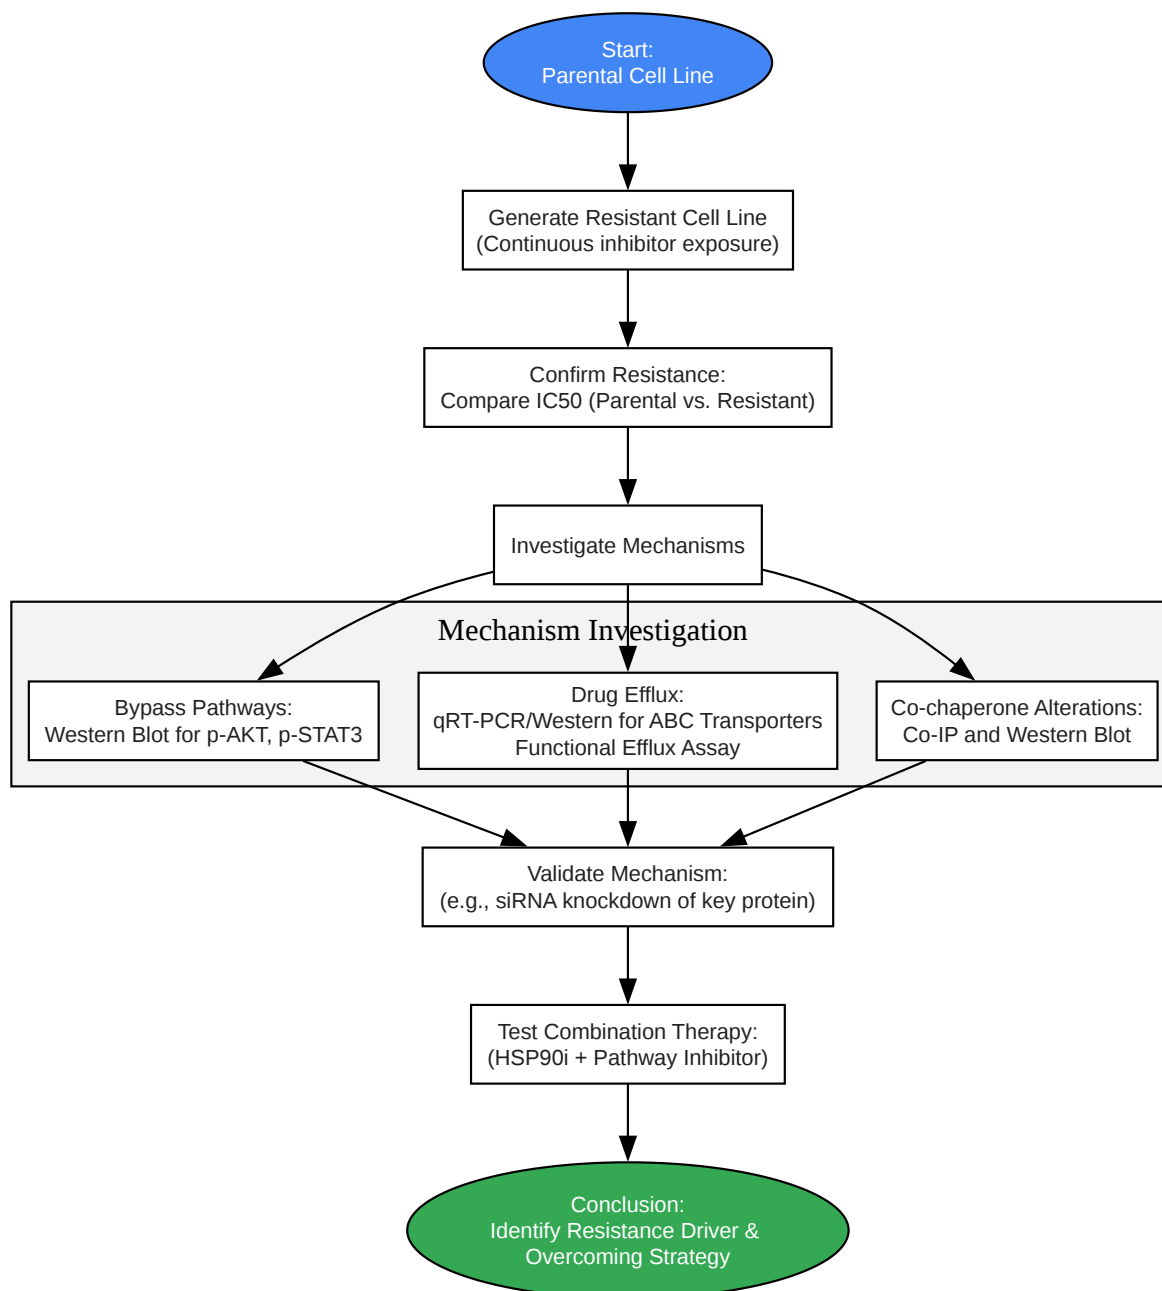 Start:
Parental Cell Line
Generate Resistant Cell Line
(Continuous inhibitor exposure)
Confirm Resistance:
Compare IC50 (Parental vs. Resistant)
Investigate Mechanisms
Mechanism Investigation
Bypass Pathways:
Western Blot for p-AKT, p-STAT3
Drug Efflux:
qRT-PCR/Western for ABC Transporters
Functional Efflux Assay
Co-chaperone Alterations:
Co-IP and Western Blot
Validate Mechanism:
(e.g., siRNA knockdown of key protein)
Test Combination Therapy:
(HSP90i + Pathway Inhibitor)
Conclusion:
Identify Resistance Driver &
Overcoming Strategy